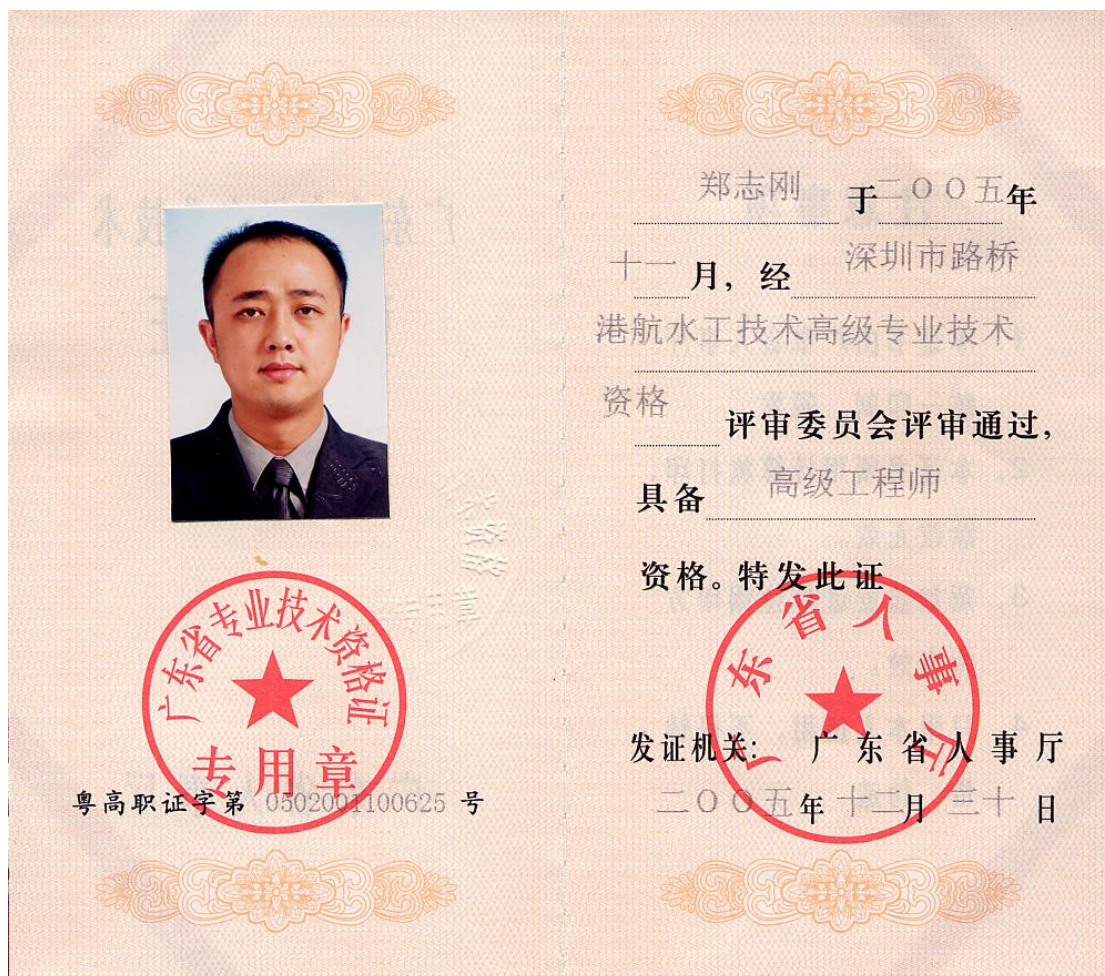 广东省专业技术资格证
专用章
粤高职证字第 0502001100625 号
郑志刚 于二〇〇五年
十一月，经深圳市路桥
港航水工技术高级专业技术
资格评审委员会评审通过，
具备高级工程师
资格。特发此证
广东省人事厅
发证机关：广东省人事厅
二〇〇五年十二月三十日